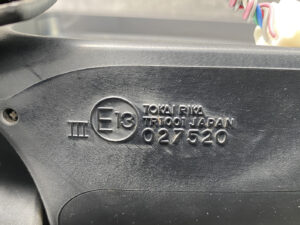 TOKAI RIKA
III E13 TR1001 JAPAN
027520